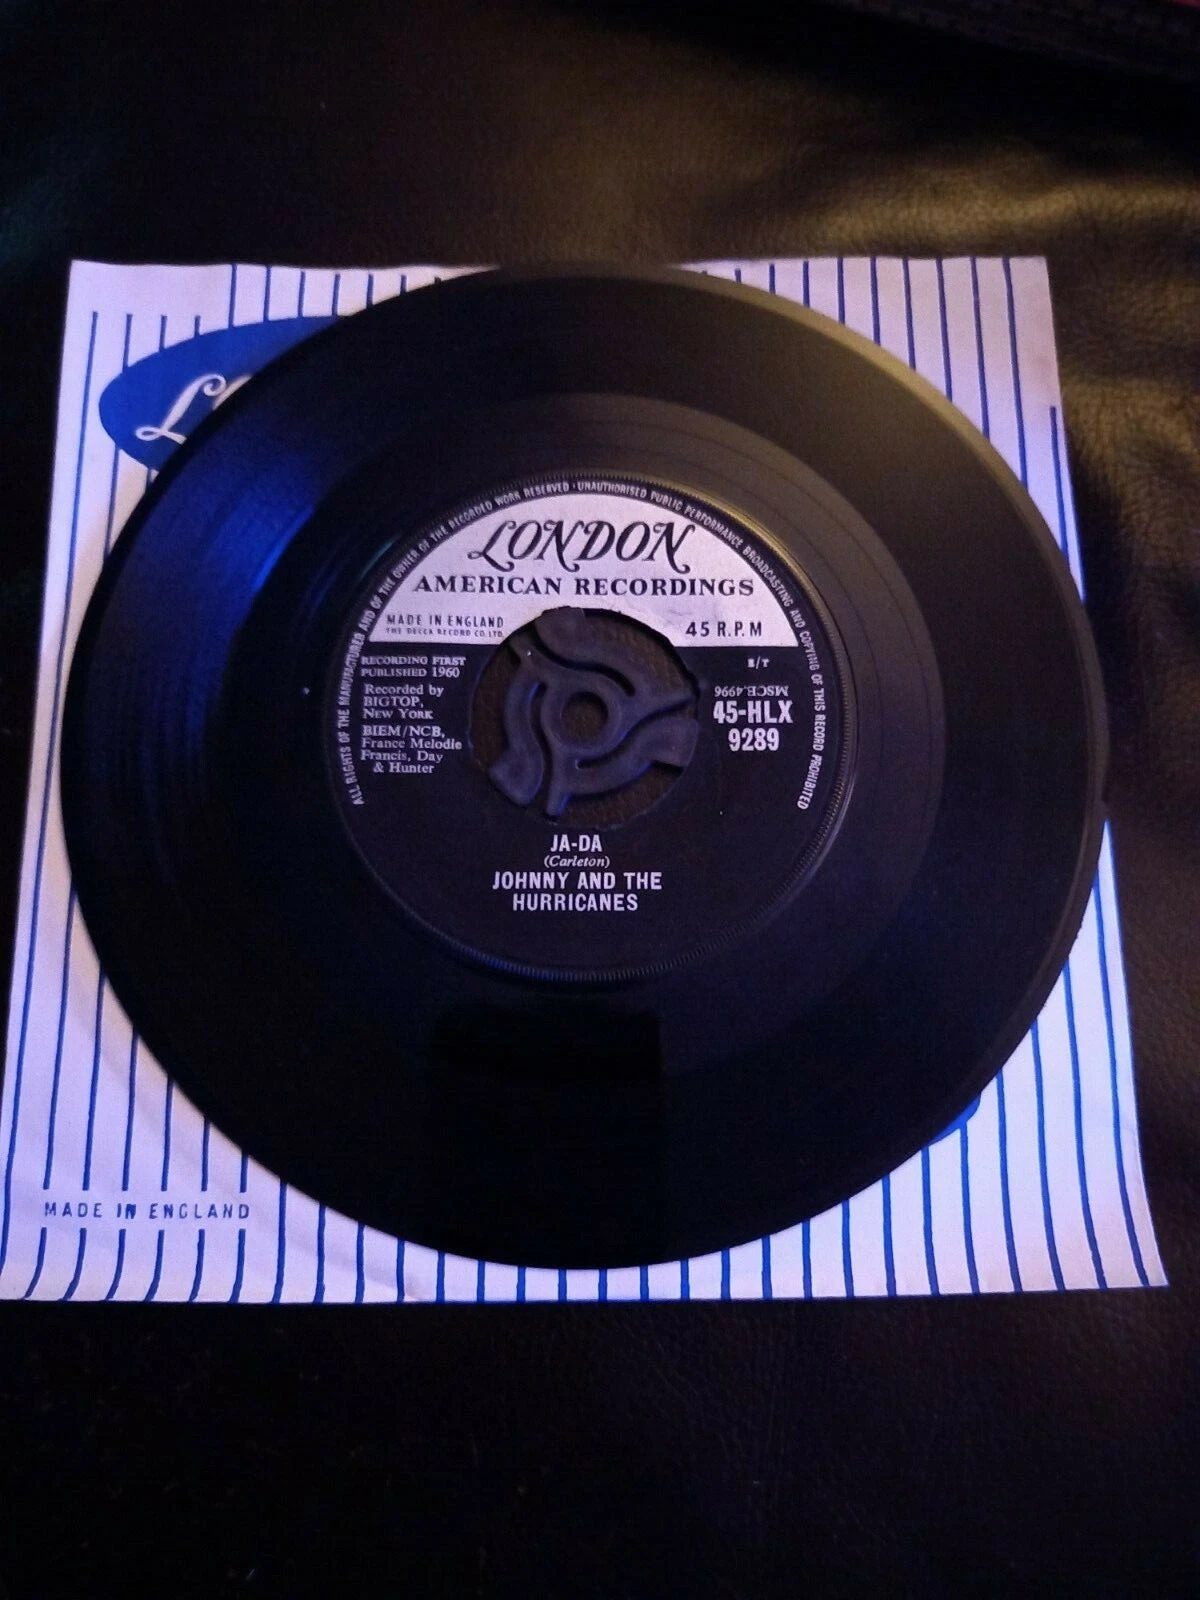 ALL RIGHTS OF THE MANUFACTURER AND OF THE OWNER OF THE RECORDED WORK RESERVED · UNAUTHORISED PUBLIC PERFORMANCE BROADCASTING AND COPYING OF THIS RECORD PROHIBITED
LONDON
AMERICAN RECORDINGS
MADE IN ENGLAND
THE DECCA RECORD CO. LTD.
45 R.P.M
RECORDING FIRST
PUBLISHED 1960
Recorded by
BIGTOP,
NEW YORK
BIEM/NCB,
France Melodie
Francis, Day
& Hunter
MSCB.4996
45-HLX
9289
JA-DA
(Carleton)
JOHNNY AND THE
HURRICANES
MADE IN ENGLAND